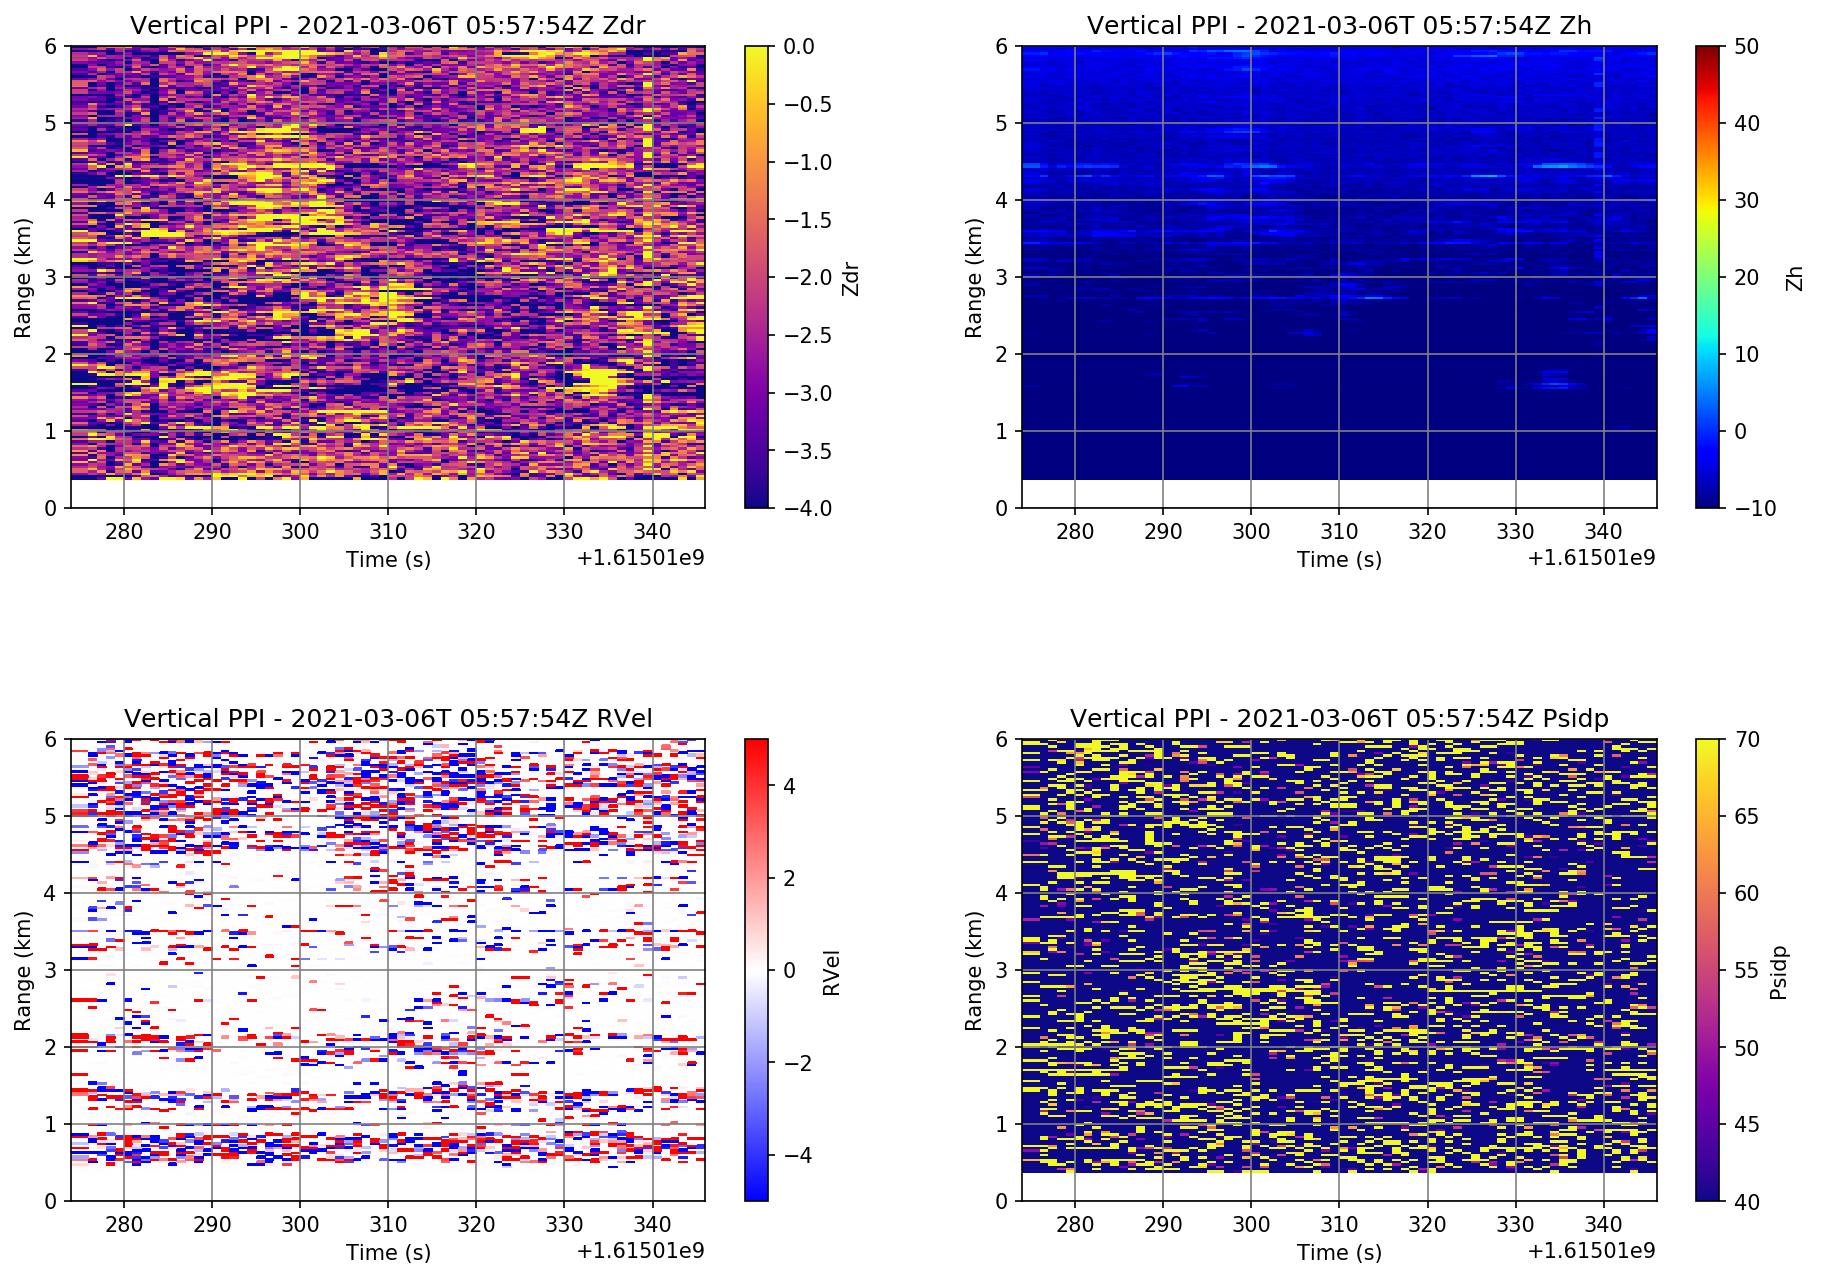 Vertical PPI - 2021-03-06T 05:57:54Z Zdr
6
5
4
3
2
1
0
Range (km)
280 290 300 310 320 330 340
Time (s)
+1.61501e9
0.0
−0.5
−1.0
−1.5
−2.0
−2.5
−3.0
−3.5
−4.0
Zdr
Vertical PPI - 2021-03-06T 05:57:54Z Zh
6
5
4
3
2
1
0
Range (km)
280 290 300 310 320 330 340
Time (s)
+1.61501e9
50
40
30
20
10
0
−10
Zh
Vertical PPI - 2021-03-06T 05:57:54Z RVel
6
5
4
3
2
1
0
Range (km)
280 290 300 310 320 330 340
Time (s)
+1.61501e9
4
2
0
−2
−4
RVel
Vertical PPI - 2021-03-06T 05:57:54Z Psidp
6
5
4
3
2
1
0
Range (km)
280 290 300 310 320 330 340
Time (s)
+1.61501e9
70
65
60
55
50
45
40
Psidp